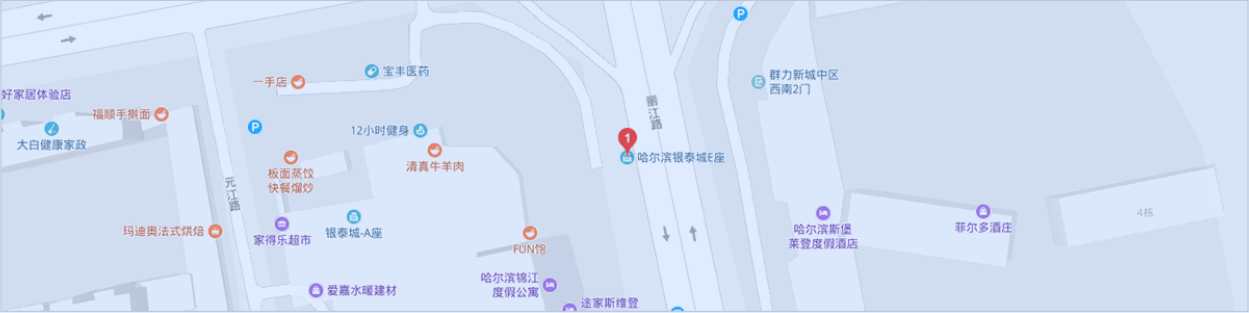 P
群力新城中区
西南2门
一手店
宝丰医药
好家居体验店
福顺手擀面
丽江路
P
12小时健身
1
大白健康家政
哈尔滨银泰城E座
清真牛羊肉
板面蒸饺
快餐熘炒
元江路
4栋
银泰城-A座
玛迪奥法式烘焙
家得乐超市
哈尔滨斯堡
莱登度假酒店
菲尔多酒庄
FUN饱
哈尔滨锦江
度假公寓
爱嘉水暖建材
途家斯维登